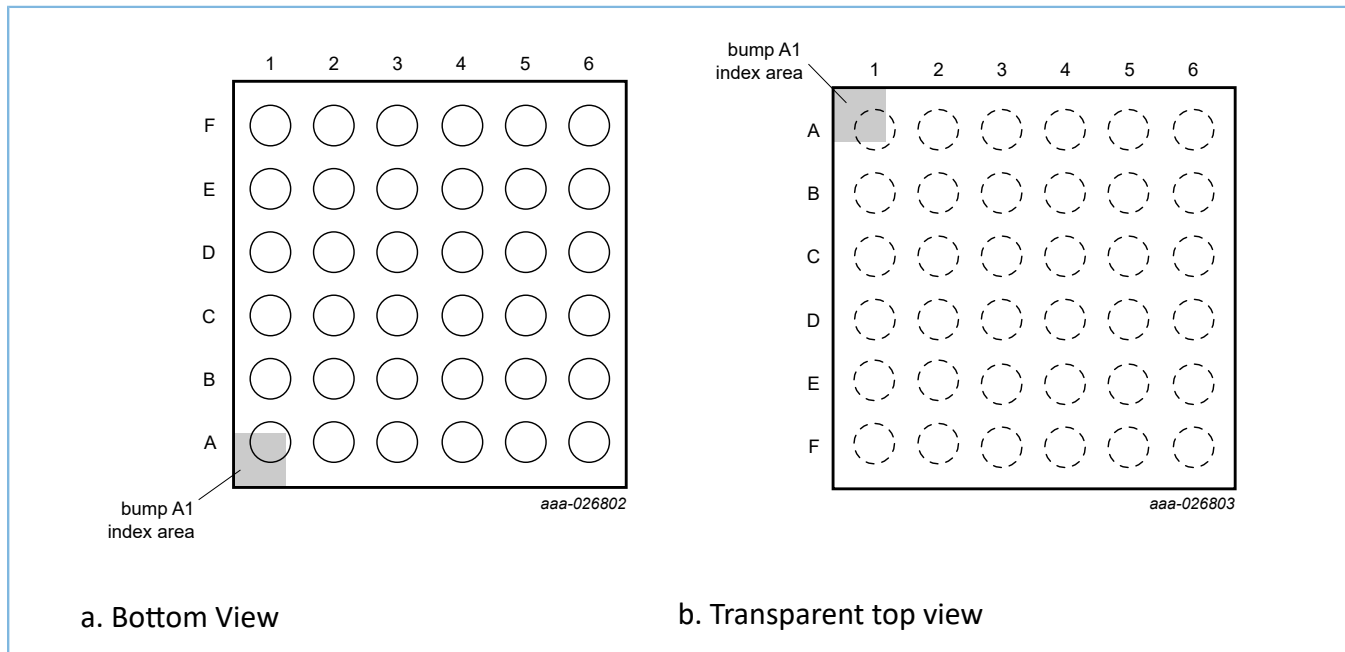 1 2 3 4 5 6
F
E
D
C
B
A
bump A1
index area
aaa-026802
a. Bottom View
bump A1
index area
1 2 3 4 5 6
A
B
C
D
E
F
aaa-026803
b. Transparent top view